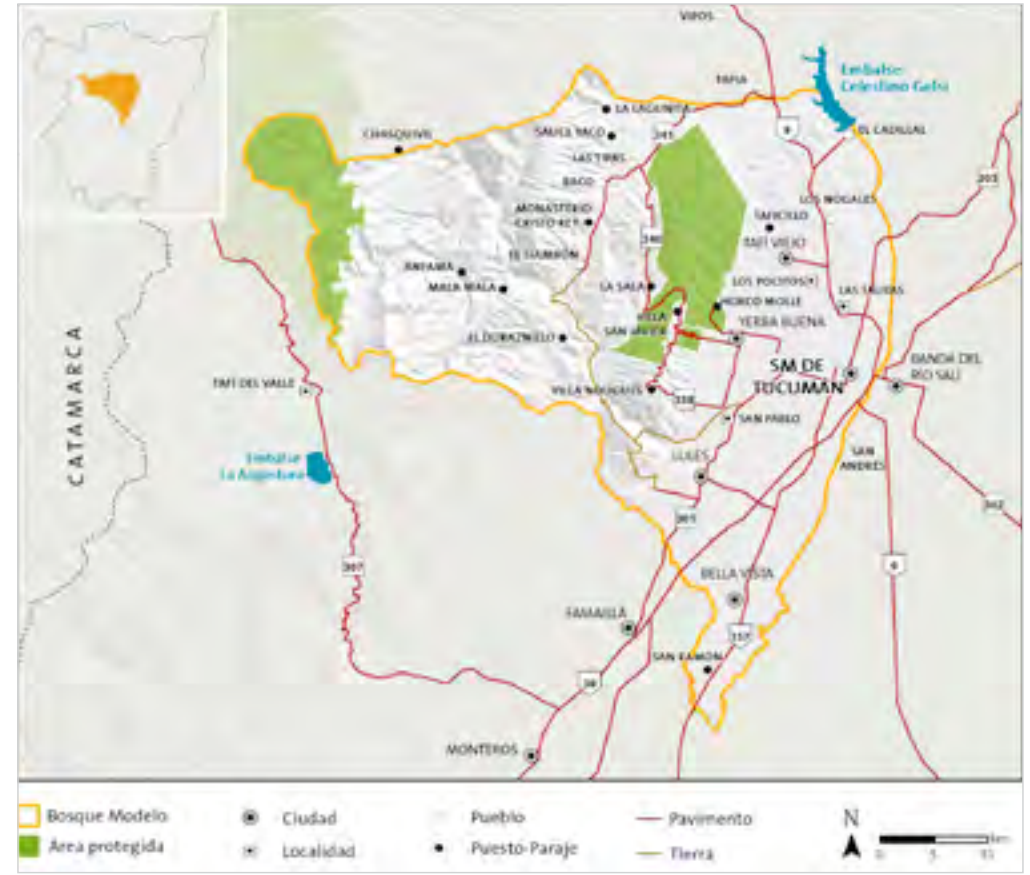 VIPOS
TAPIA
Embalse
Celestino Gelsi
EL CADILLAL
9
LA LAGUNITA
CHASQUIVIL
SAUCE YACO
341
LAS TIPAS
RACO
203
LOS NOGALES
MONASTERIO
CRISTO REY
TAFICILLO
TAFÍ VIEJO
340
EL SIAMBÓN
ANFAMA
MALA MALA
LA SALA
LOS POCITOS
LAS TALITAS
HORCO MOLLE
VILLA
SAN JAVIER
YERBA BUENA
EL DURAZNILLO
SM DE
TUCUMÁN
BANDA DEL
RÍO SALÍ
CATAMARCA
TAFÍ DEL VALLE
VILLA NOUGUÉS
338
SAN PABLO
Embalse
La Angostura
LULES
SAN
ANDRÉS
301
302
307
9
BELLA VISTA
FAMAILLÁ
157
SAN RAMÓN
38
MONTEROS
Bosque Modelo
Ciudad
Pueblo
Pavimento
N
Área protegida
Localidad
Puesto-Paraje
Tierra
0
5
km